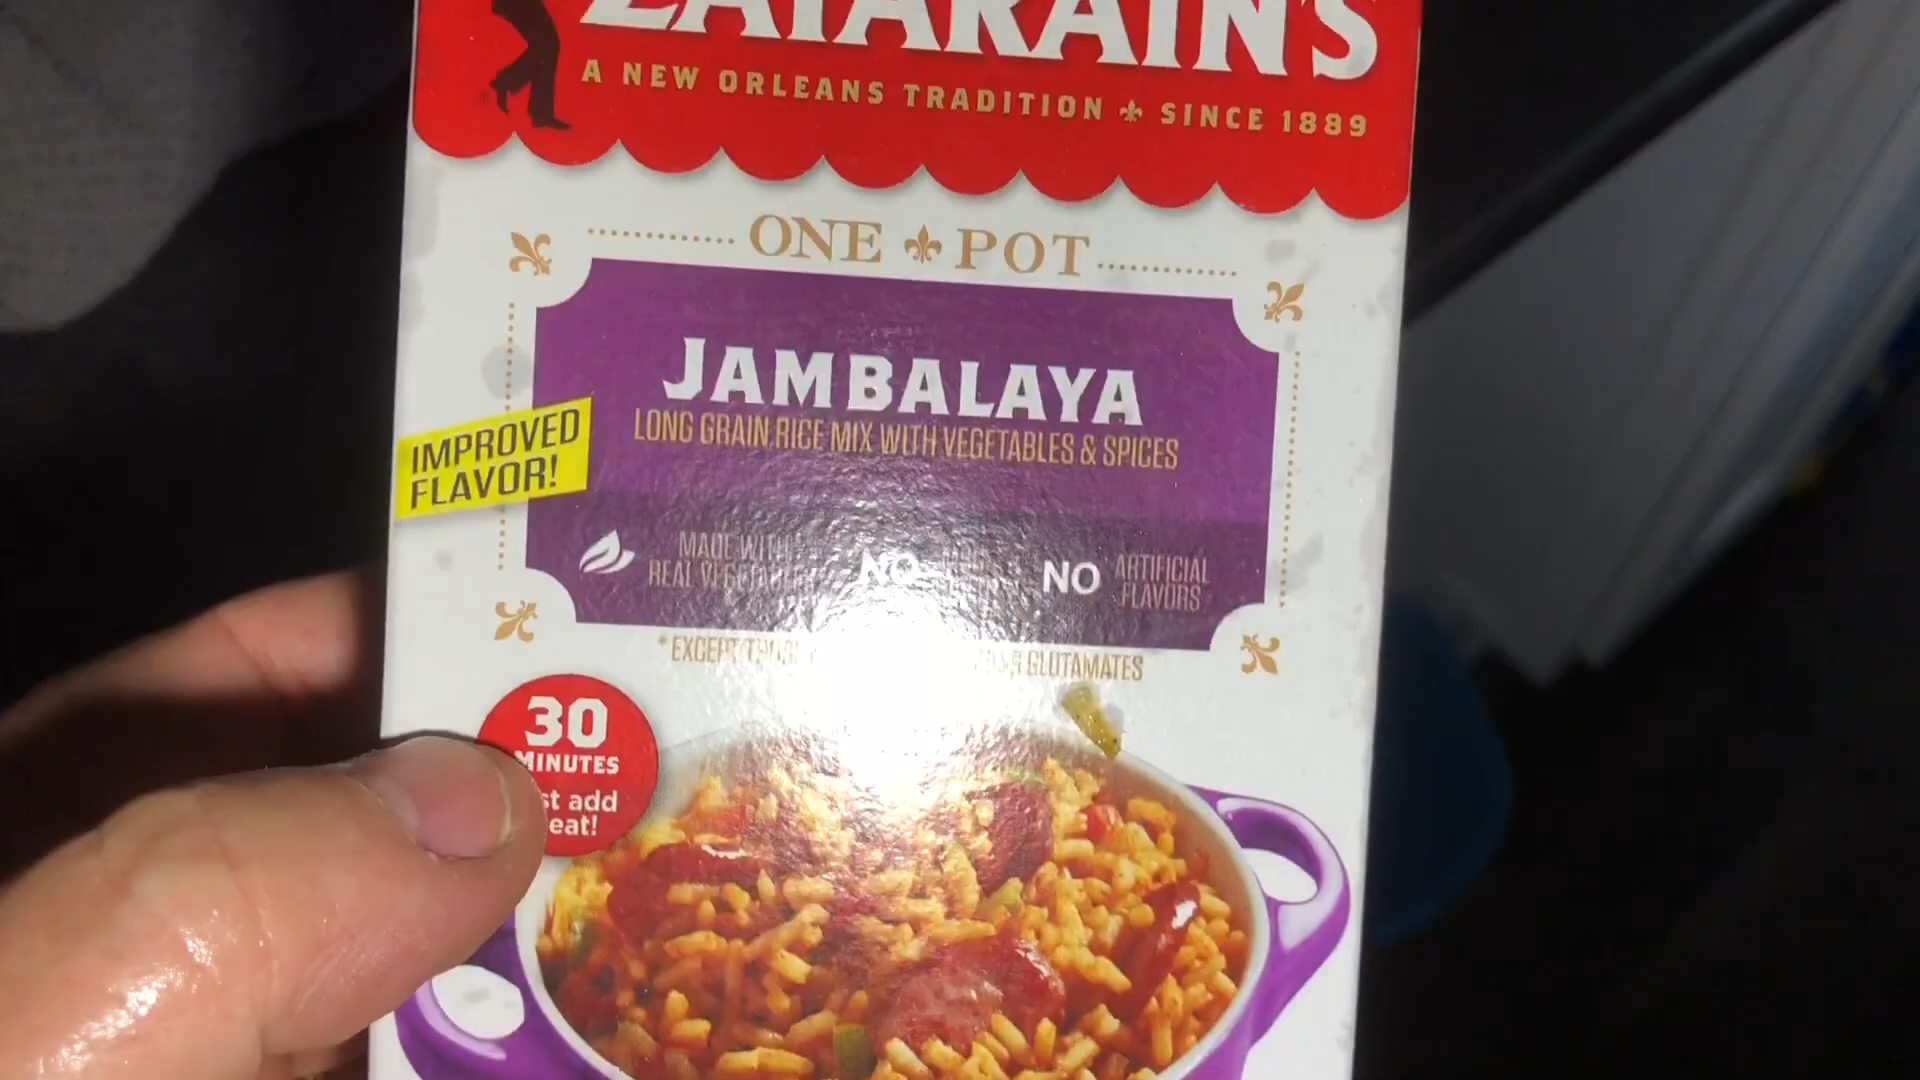 ZATARAIN'S
A NEW ORLEANS TRADITION SINCE 1889
ONE POT
JAMBALAYA
LONG GRAIN RICE MIX WITH VEGETABLES & SPICES
IMPROVED
FLAVOR!
MADE WITH
REAL
NO
NO
ARTIFICIAL
FLAVORS
* EXCEPT
GLUTAMATES
30
MINUTES
add
eat!